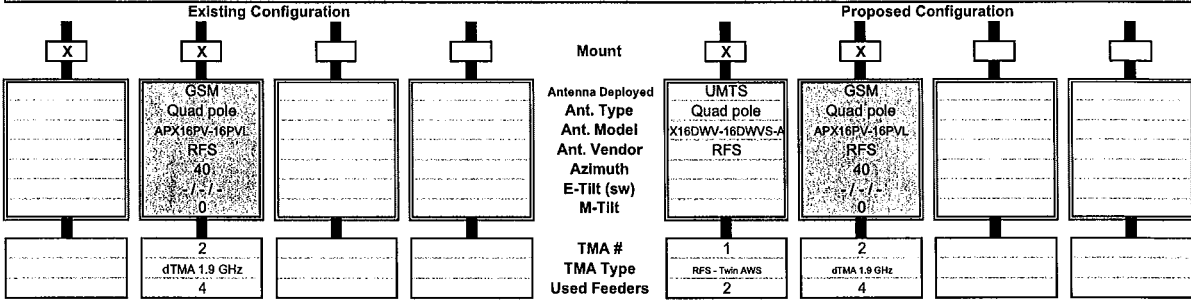 Existing Configuration
Proposed Configuration
X X Mount X X
GSM Antenna Deployed UMTS GSM
Quad pole Ant. Type Quad pole Quad pole
APX16PV-16PVL Ant. Model X16DWV-16DWVS-A APX16PV-16PVL
RFS Ant. Vendor RFS RFS
40 Azimuth 40
- / - / - E-Tilt (sw) - / - / -
0 M-Tilt 0
2 TMA # 1 2
dTMA 1.9 GHz TMA Type RFS - Twin AWS dTMA 1.9 GHz
4 Used Feeders 2 4